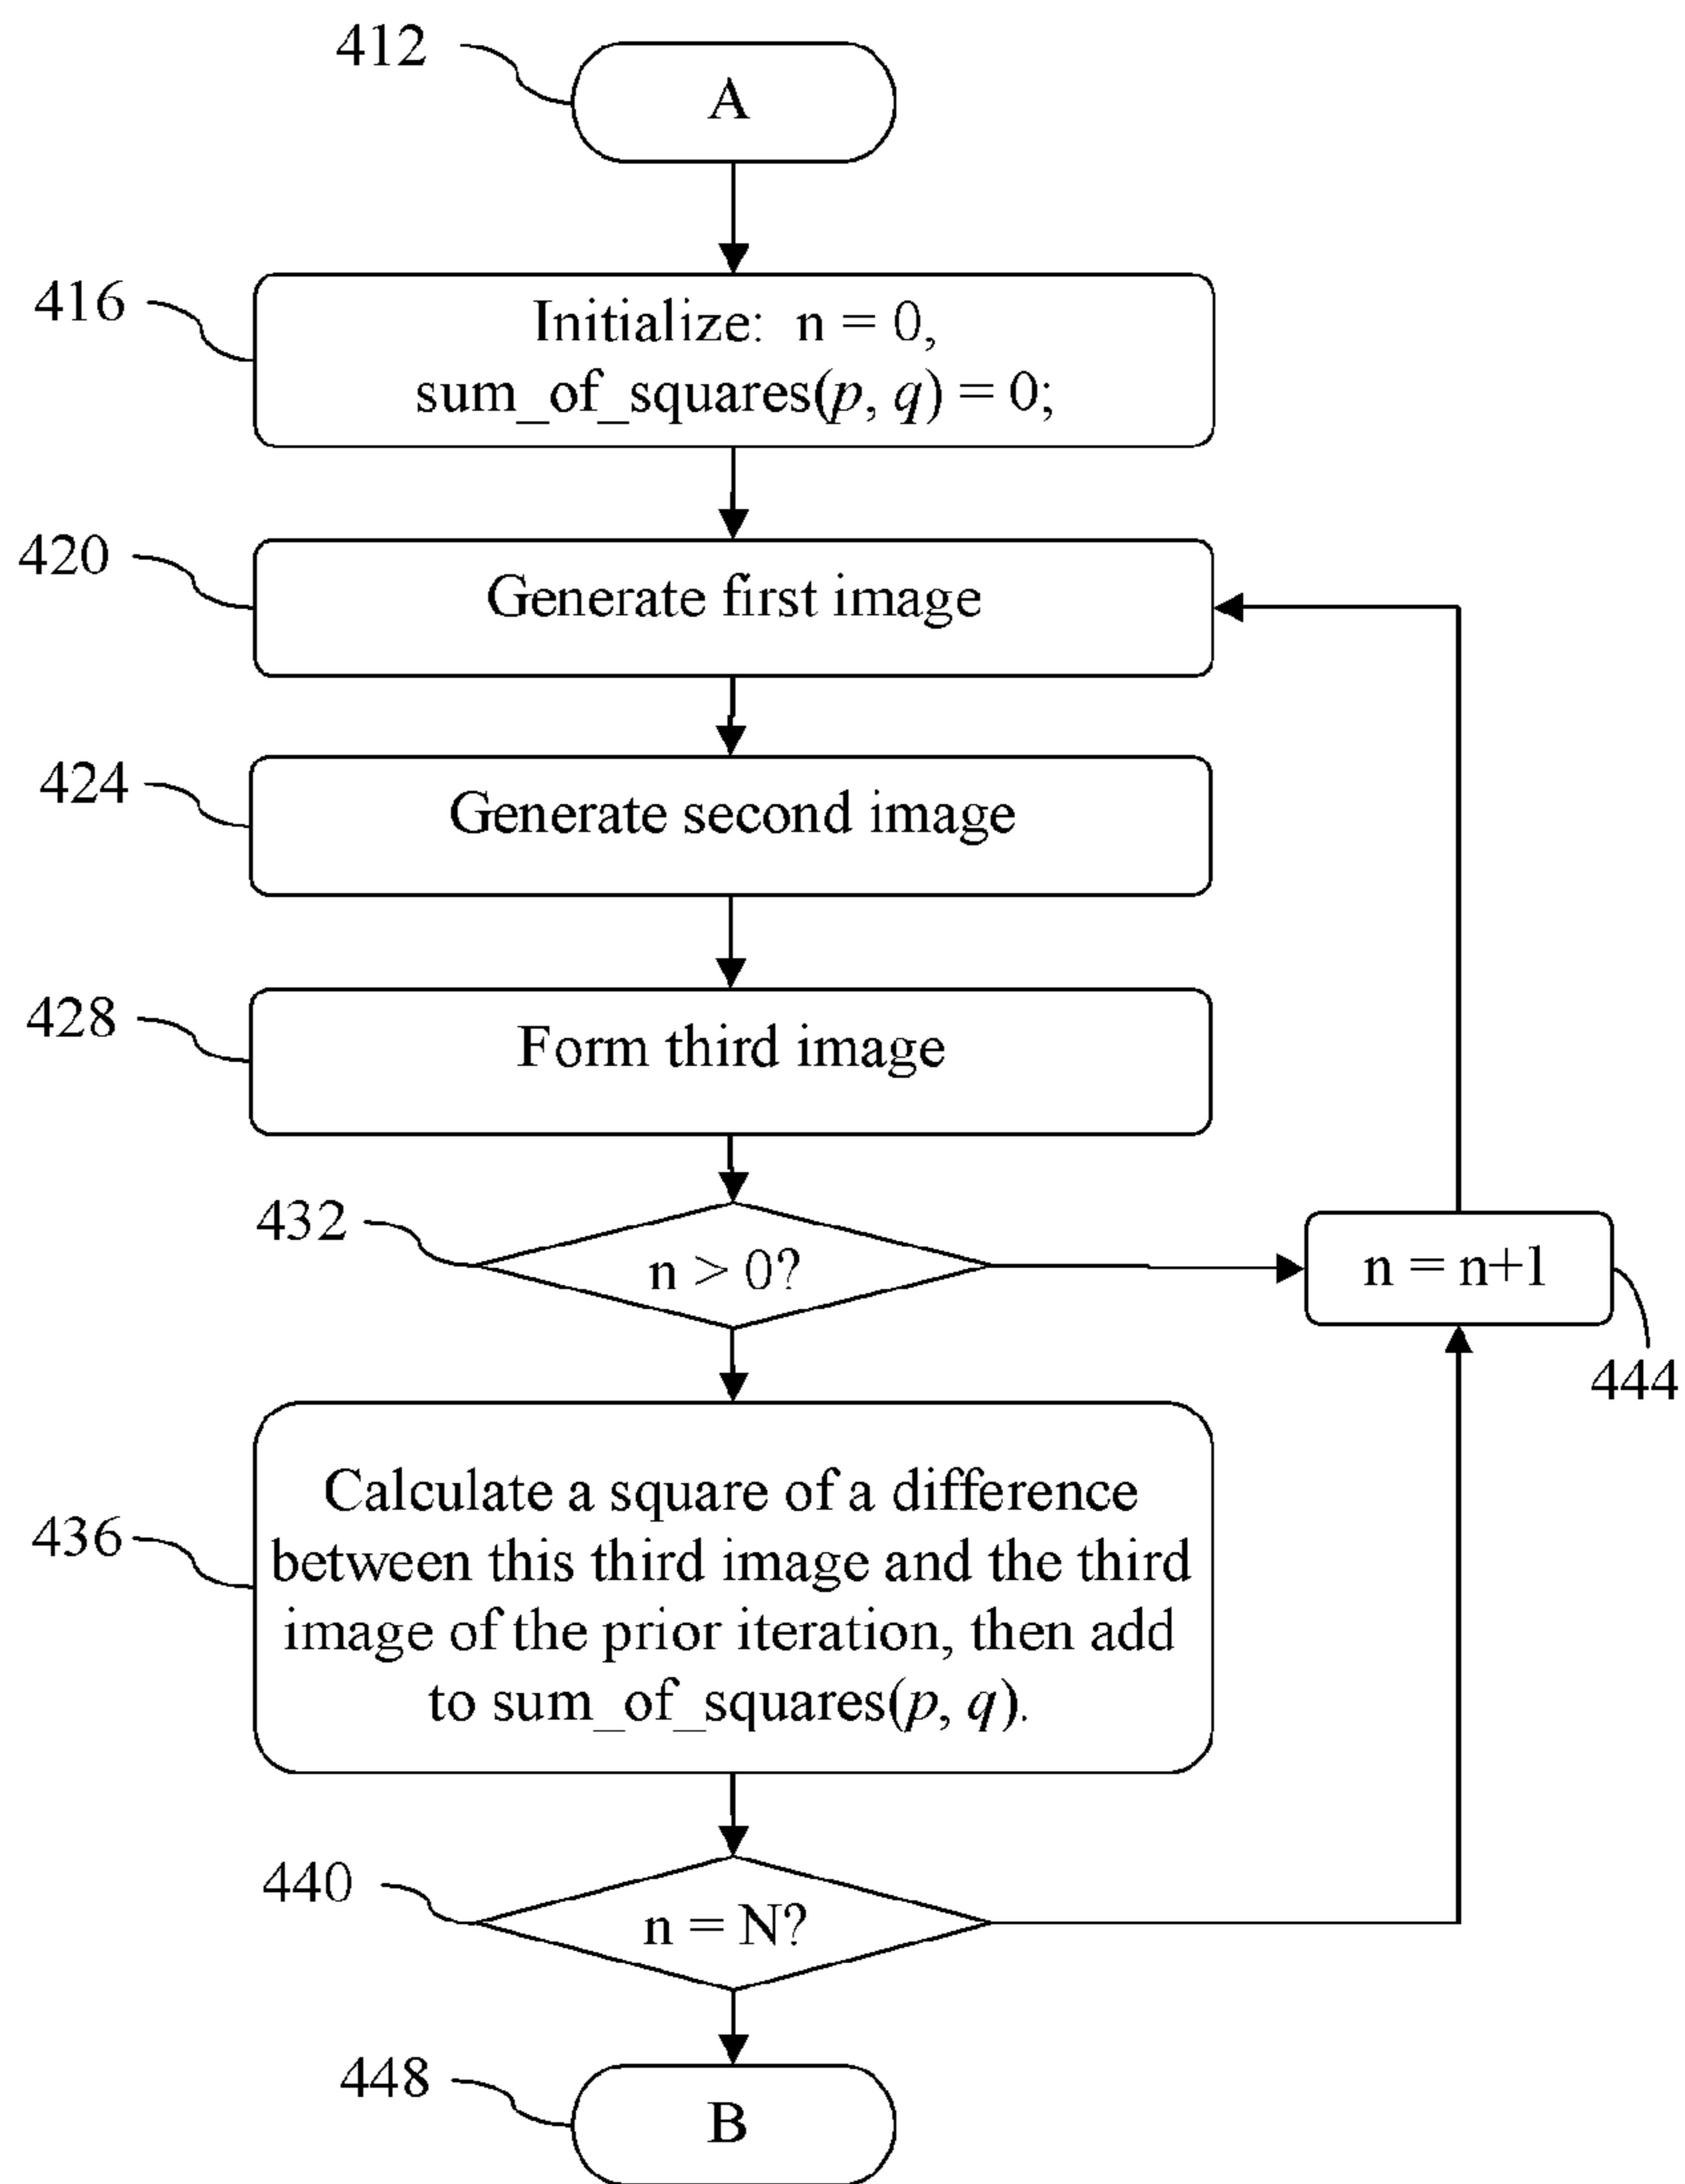 412
A
416
Initialize: n = 0,
sum_of_squares(p, q) = 0;
420
Generate first image
424
Generate second image
428
Form third image
432
n > 0?
n = n+1
444
436
Calculate a square of a difference
between this third image and the third
image of the prior iteration, then add
to sum_of_squares(p, q).
440
n = N?
448
B